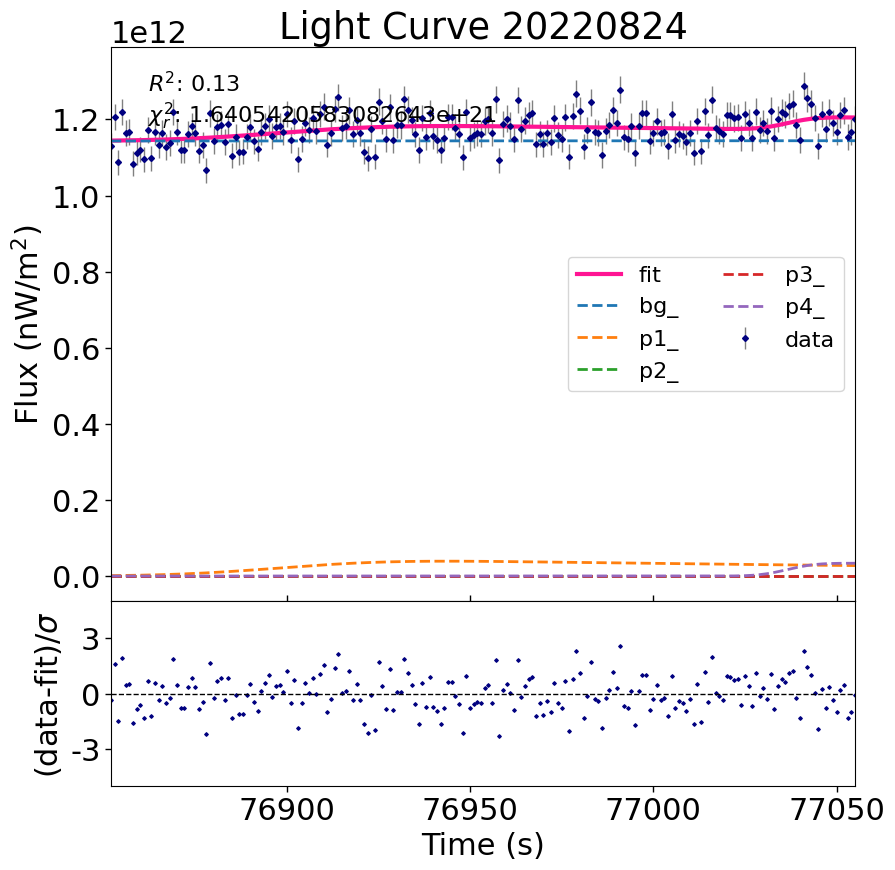 Light Curve 20220824
1e12
R²: 0.13
χ²ᵣ: 1.6405420583082643e+21
1.2
1.0
0.8
0.6
0.4
0.2
0.0
Flux (nW/m²)
fit
bg_
p1_
p2_
p3_
p4_
data
3
0
-3
(data-fit)/σ
76900 76950 77000 77050
Time (s)